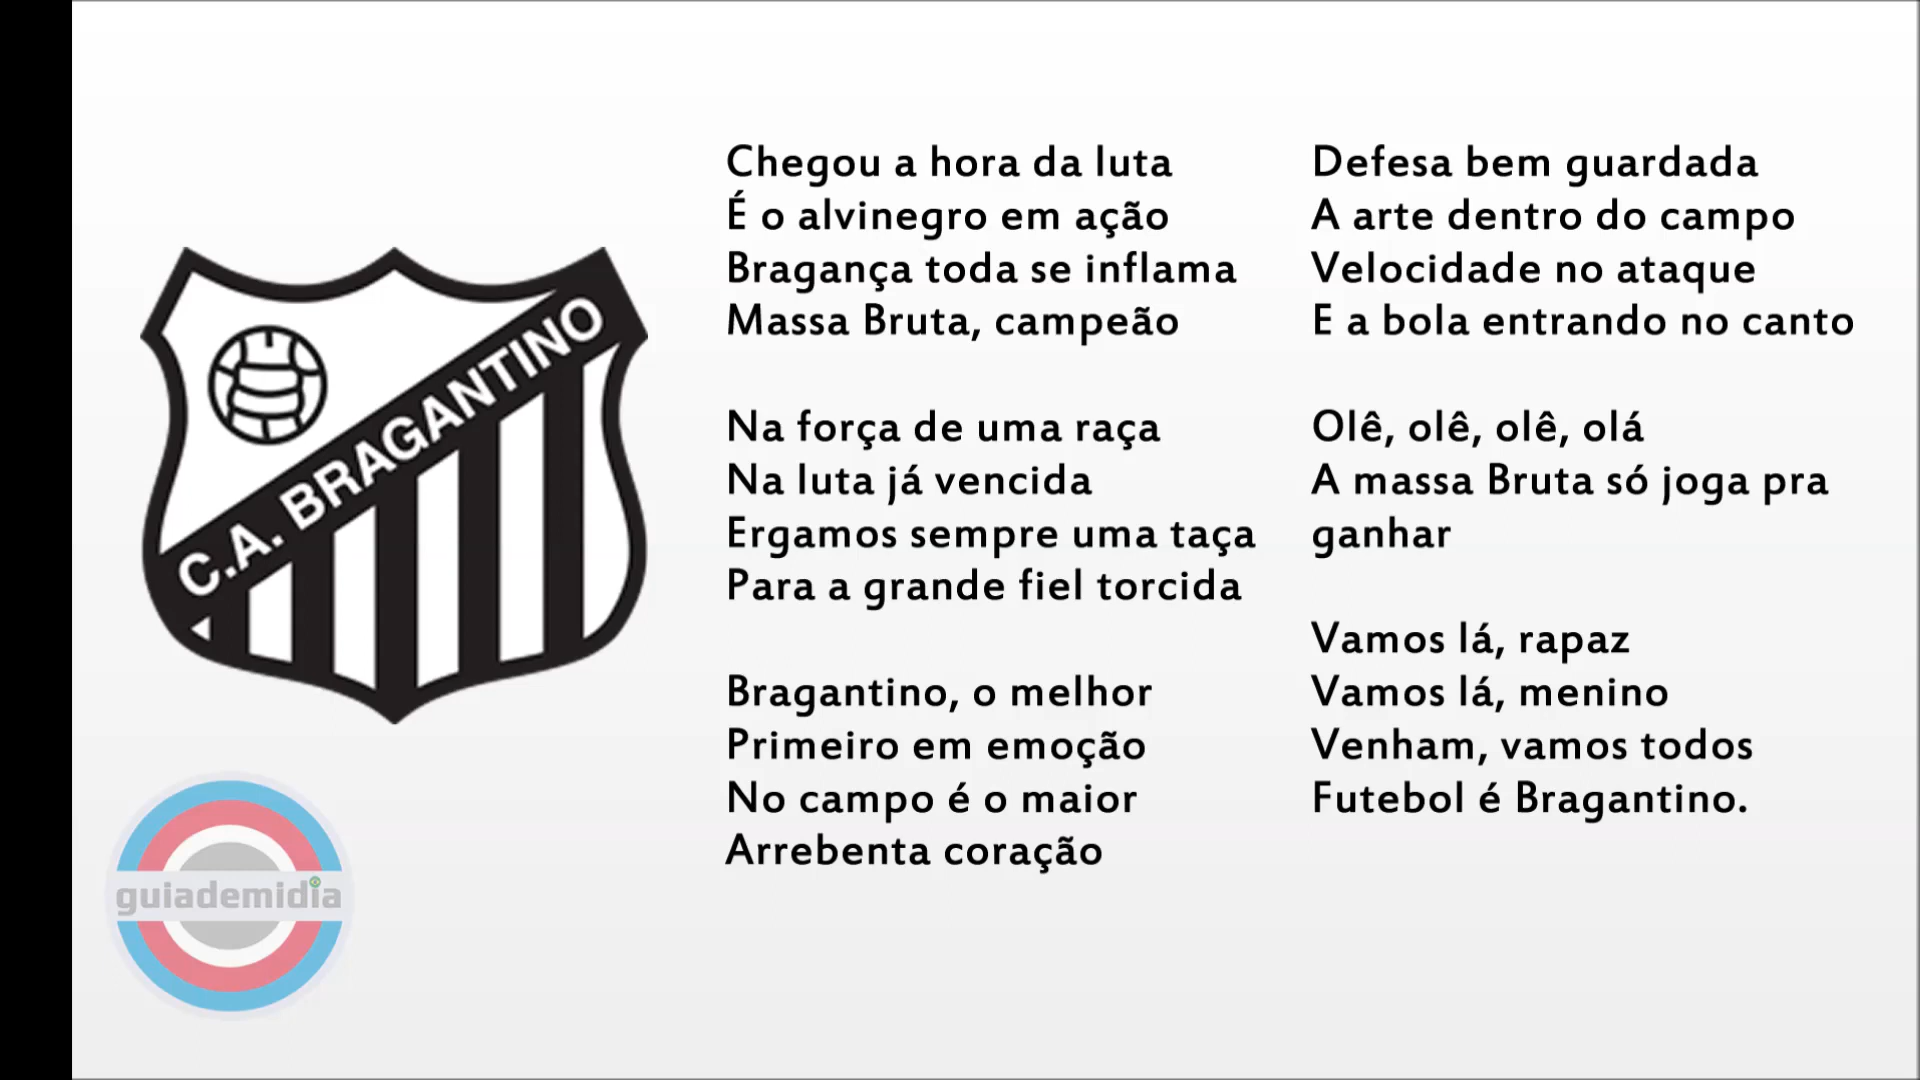 C.A. BRAGANTINO
guiademidia
Chegou a hora da luta
É o alvinegro em ação
Bragança toda se inflama
Massa Bruta, campeão
Na força de uma raça
Na luta já vencida
Ergamos sempre uma taça
Para a grande fiel torcida
Bragantino, o melhor
Primeiro em emoção
No campo é o maior
Arrebenta coração
Defesa bem guardada
A arte dentro do campo
Velocidade no ataque
E a bola entrando no canto
Olê, olê, olê, olá
A massa Bruta só joga pra
ganhar
Vamos lá, rapaz
Vamos lá, menino
Venham, vamos todos
Futebol é Bragantino.